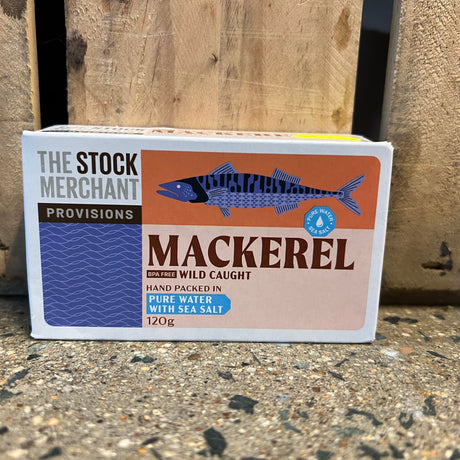 MACKEREL
THE STOCK
MERCHANT
PROVISIONS
PURE WATER
SEA SALT
MACKEREL
BPA FREE WILD CAUGHT
HAND PACKED IN
PURE WATER
WITH SEA SALT
120g